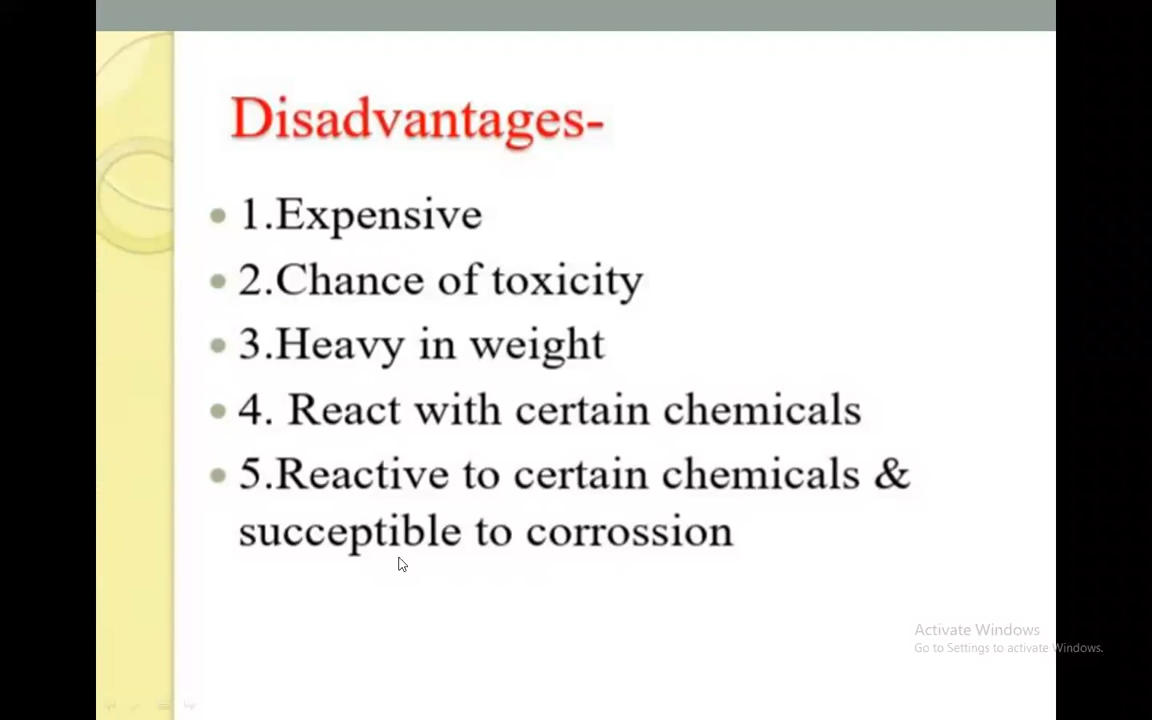 Disadvantages-
• 1.Expensive
• 2.Chance of toxicity
• 3.Heavy in weight
• 4. React with certain chemicals
• 5.Reactive to certain chemicals &
succeptible to corrossion
Activate Windows
Go to Settings to activate Windows.